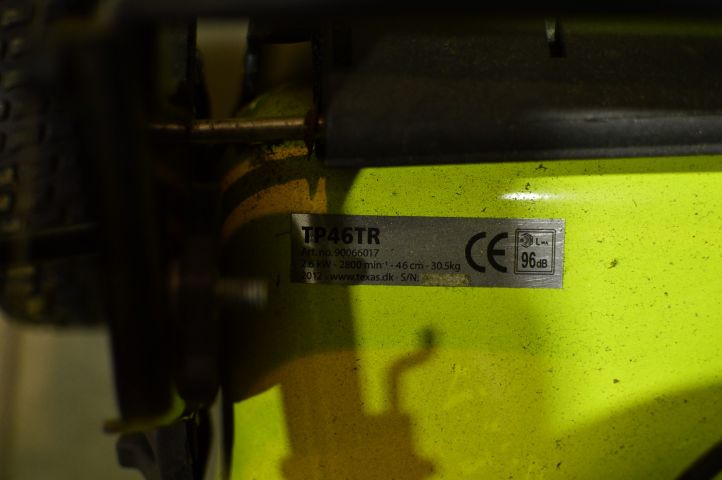 TP46TR
Art.no. 90066017
2.6 kW - 2800 min⁻¹ - 46 cm - 30.5kg
2012 - www.texas.dk - S/N:
CE
LWA
96dB